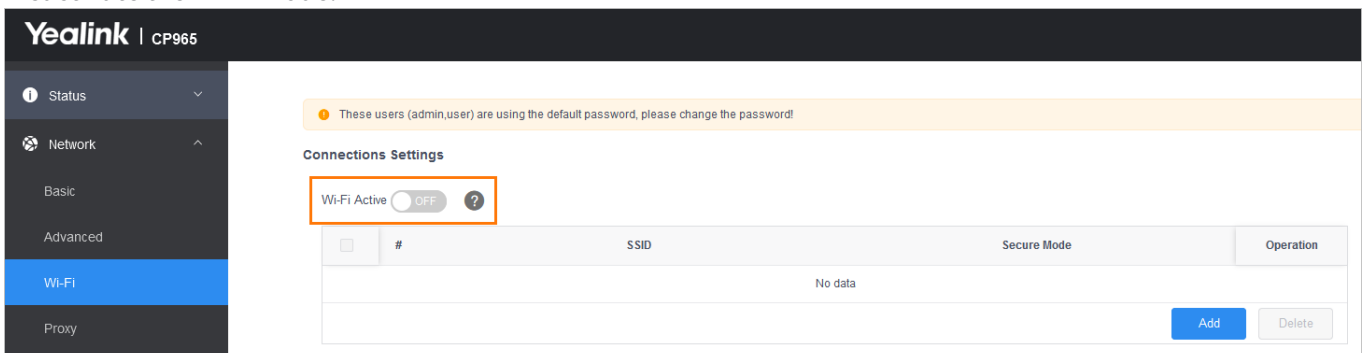 Yealink | CP965
Status
These users (admin,user) are using the default password, please change the password!
Network
Connections Settings
Basic
Wi-Fi Active OFF ?
Advanced
# SSID Secure Mode Operation
Wi-Fi
No data
Proxy
Add Delete